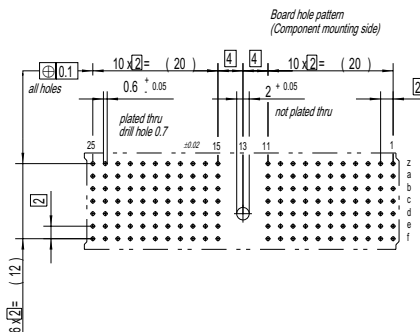 Board hole pattern
(Component mounting side)
10 x 2 = (20)
4
4
10 x 2 = (20)
⌖ 0.1
all holes
0.6 + - 0.05
2 + 0.05
2
plated thru
drill hole 0.7
not plated thru
25
±0.02
15
13
11
1
z
a
b
c
d
e
f
2
6 x 2 = (12)